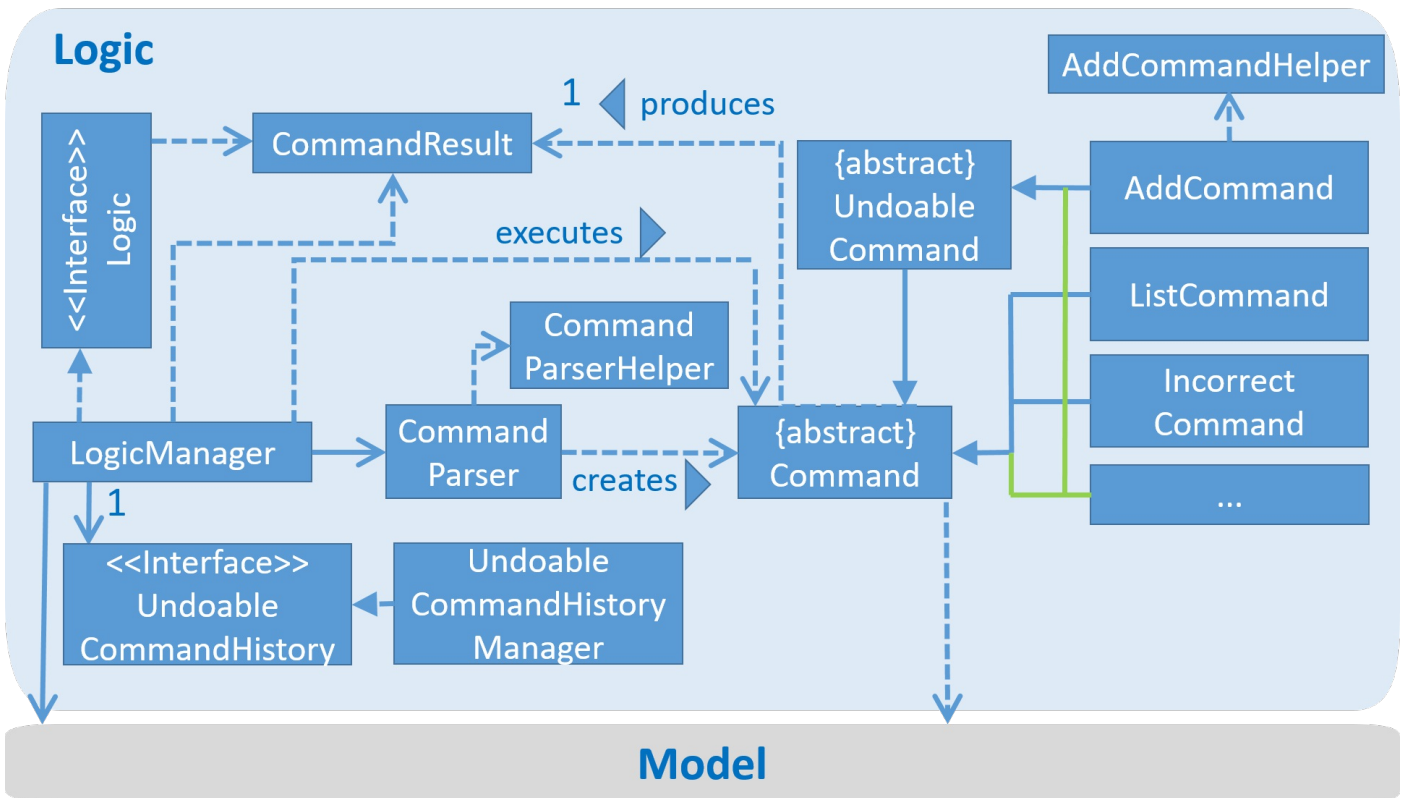 Logic
AddCommandHelper
1
produces
<<Interface>>
Logic
CommandResult
{abstract}
Undoable
Command
AddCommand
executes
ListCommand
Command
ParserHelper
Incorrect
Command
LogicManager
Command
Parser
creates
{abstract}
Command
...
1
<<Interface>>
Undoable
CommandHistory
Undoable
CommandHistory
Manager
Model